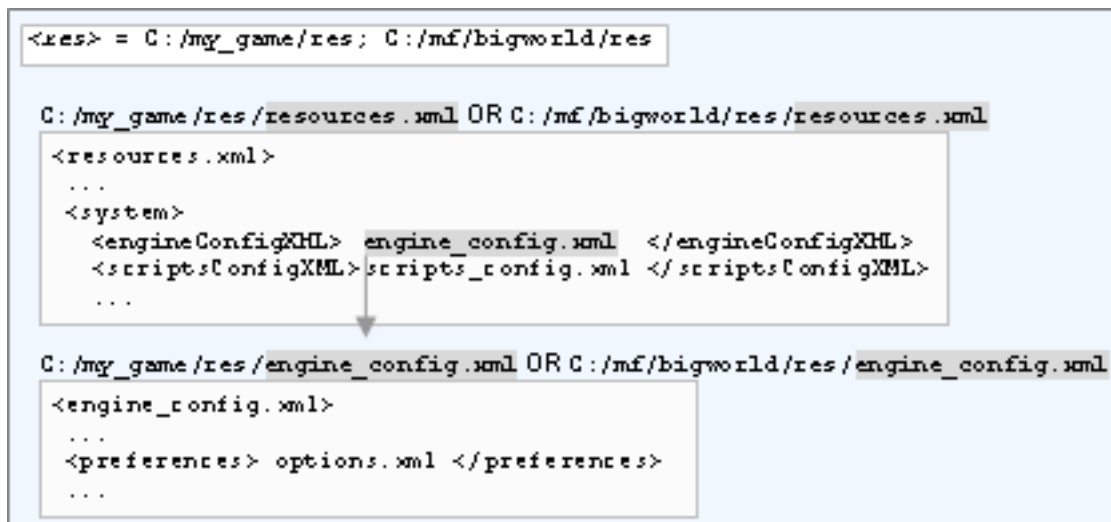 <res> = C:/my_game/res; C:/mf/bigworld/res
C:/my_game/res/resources.xml OR C:/mf/bigworld/res/resources.xml
<resources.xml>
...
<system>
<engineConfigXML> engine_config.xml </engineConfigXML>
<scriptsConfigXML>scripts_config.xml </scriptsConfigXML>
...
C:/my_game/res/engine_config.xml OR C:/mf/bigworld/res/engine_config.xml
<engine_config.xml>
...
<preferences> options.xml </preferences>
...